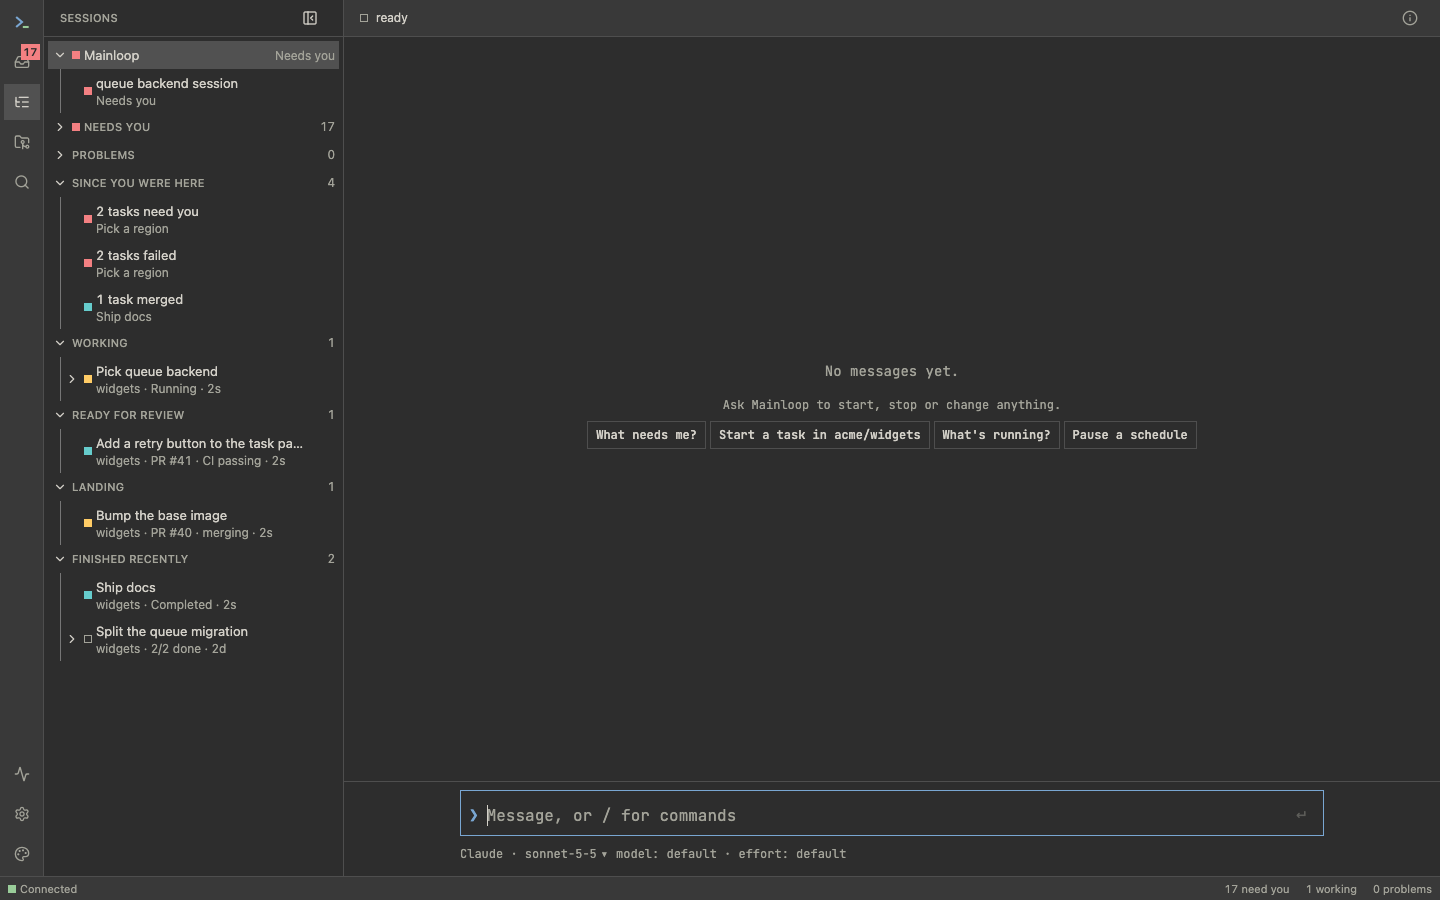 17
SESSIONS
Mainloop Needs you
queue backend session
Needs you
NEEDS YOU 17
PROBLEMS 0
SINCE YOU WERE HERE 4
2 tasks need you
Pick a region
2 tasks failed
Pick a region
1 task merged
Ship docs
WORKING 1
Pick queue backend
widgets · Running · 2s
READY FOR REVIEW 1
Add a retry button to the task pa...
widgets · PR #41 · CI passing · 2s
LANDING 1
Bump the base image
widgets · PR #40 · merging · 2s
FINISHED RECENTLY 2
Ship docs
widgets · Completed · 2s
Split the queue migration
widgets · 2/2 done · 2d
ready
No messages yet.
Ask Mainloop to start, stop or change anything.
What needs me? Start a task in acme/widgets What's running? Pause a schedule
❯ Message, or / for commands
Claude · sonnet-5-5 ▾ model: default · effort: default
Connected 17 need you 1 working 0 problems